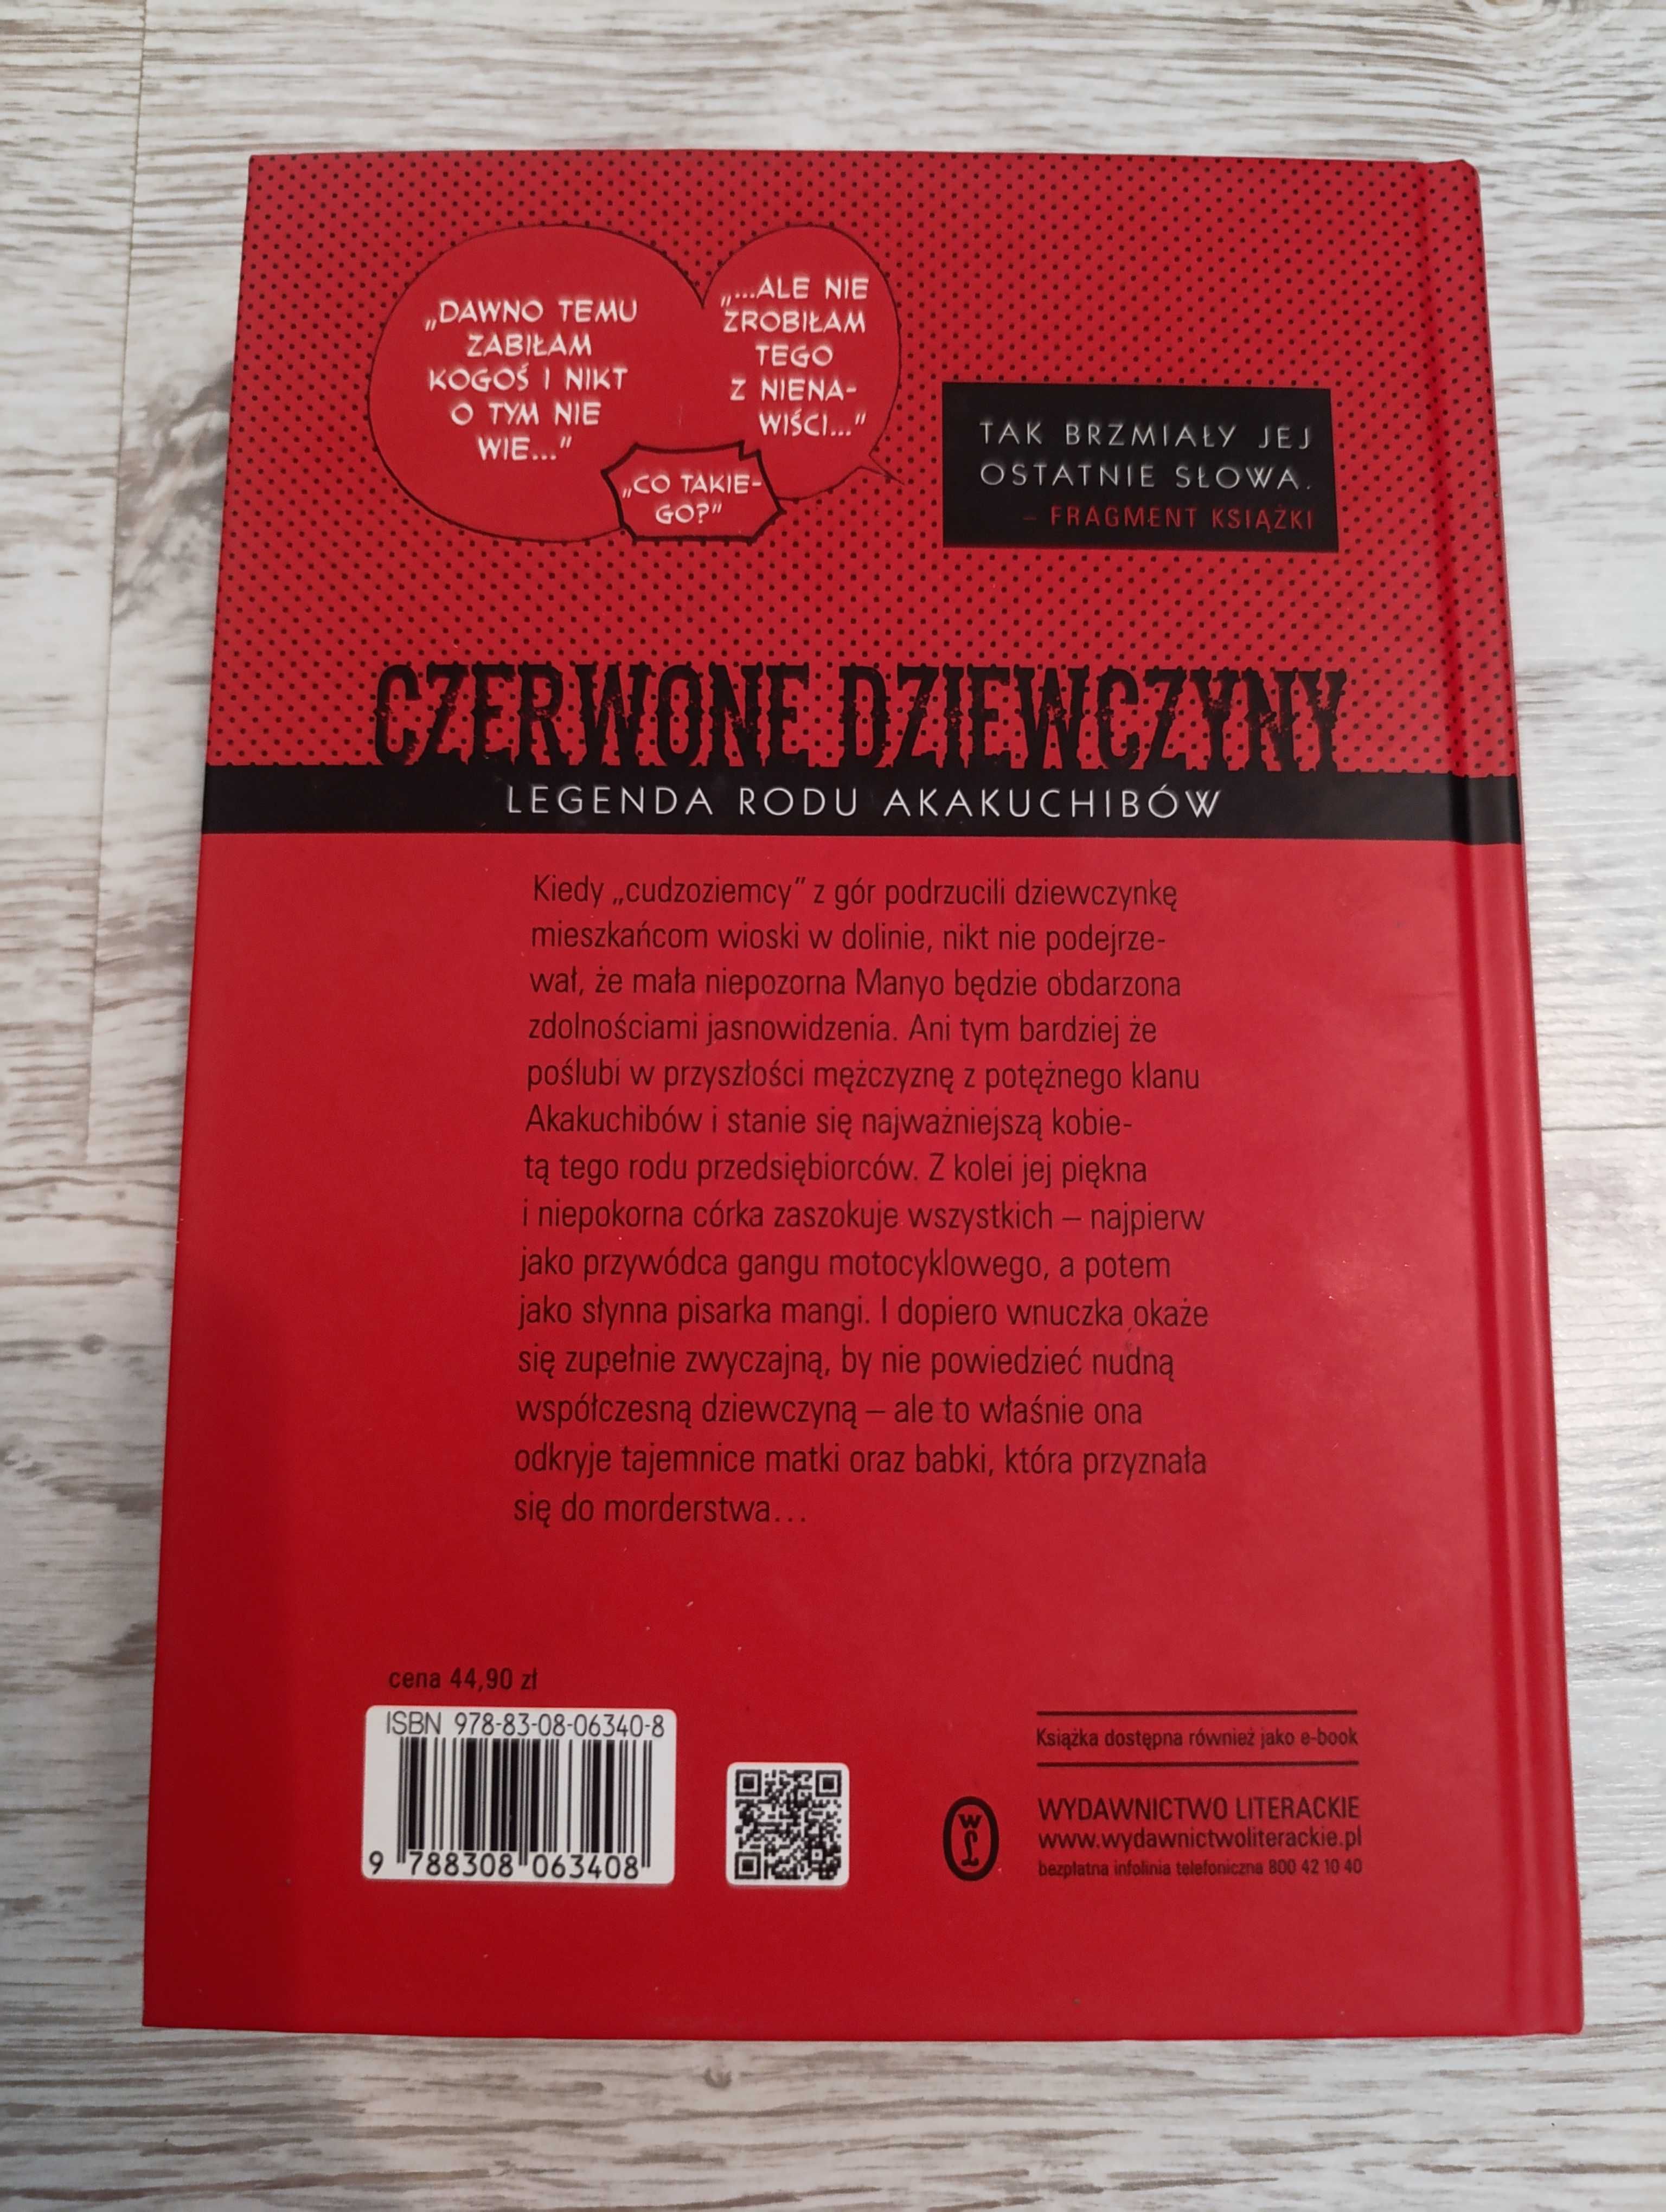 „DAWNO TEMU
ZABIŁAM
KOGOŚ I NIKT
O TYM NIE
WIE...”
„...ALE NIE
ZROBIŁAM
TEGO
Z NIENA-
WIŚCI...”
„CO TAKIE-
GO?”
TAK BRZMIAŁY JEJ
OSTATNIE SŁOWA.
– FRAGMENT KSIĄŻKI
CZERWONE DZIEWCZYNY
LEGENDA RODU AKAKUCHIBÓW
Kiedy „cudzoziemcy” z gór podrzucili dziewczynkę
mieszkańcom wioski w dolinie, nikt nie podejrze-
wał, że mała niepozorna Manyo będzie obdarzona
zdolnościami jasnowidzenia. Ani tym bardziej że
poślubi w przyszłości mężczyznę z potężnego klanu
Akakuchibów i stanie się najważniejszą kobie-
tą tego rodu przedsiębiorców. Z kolei jej piękna
i niepokorna córka zaszokuje wszystkich – najpierw
jako przywódca gangu motocyklowego, a potem
jako słynna pisarka mangi. I dopiero wnuczka okaże
się zupełnie zwyczajną, by nie powiedzieć nudną
współczesną dziewczyną – ale to właśnie ona
odkryje tajemnice matki oraz babki, która przyznała
się do morderstwa...
cena 44,90 zł
ISBN 978-83-08-06340-8
9 788308 063408
Książka dostępna również jako e-book
WL
WYDAWNICTWO LITERACKIE
www.wydawnictwoliterackie.pl
bezpłatna infolinia telefoniczna 800 42 10 40